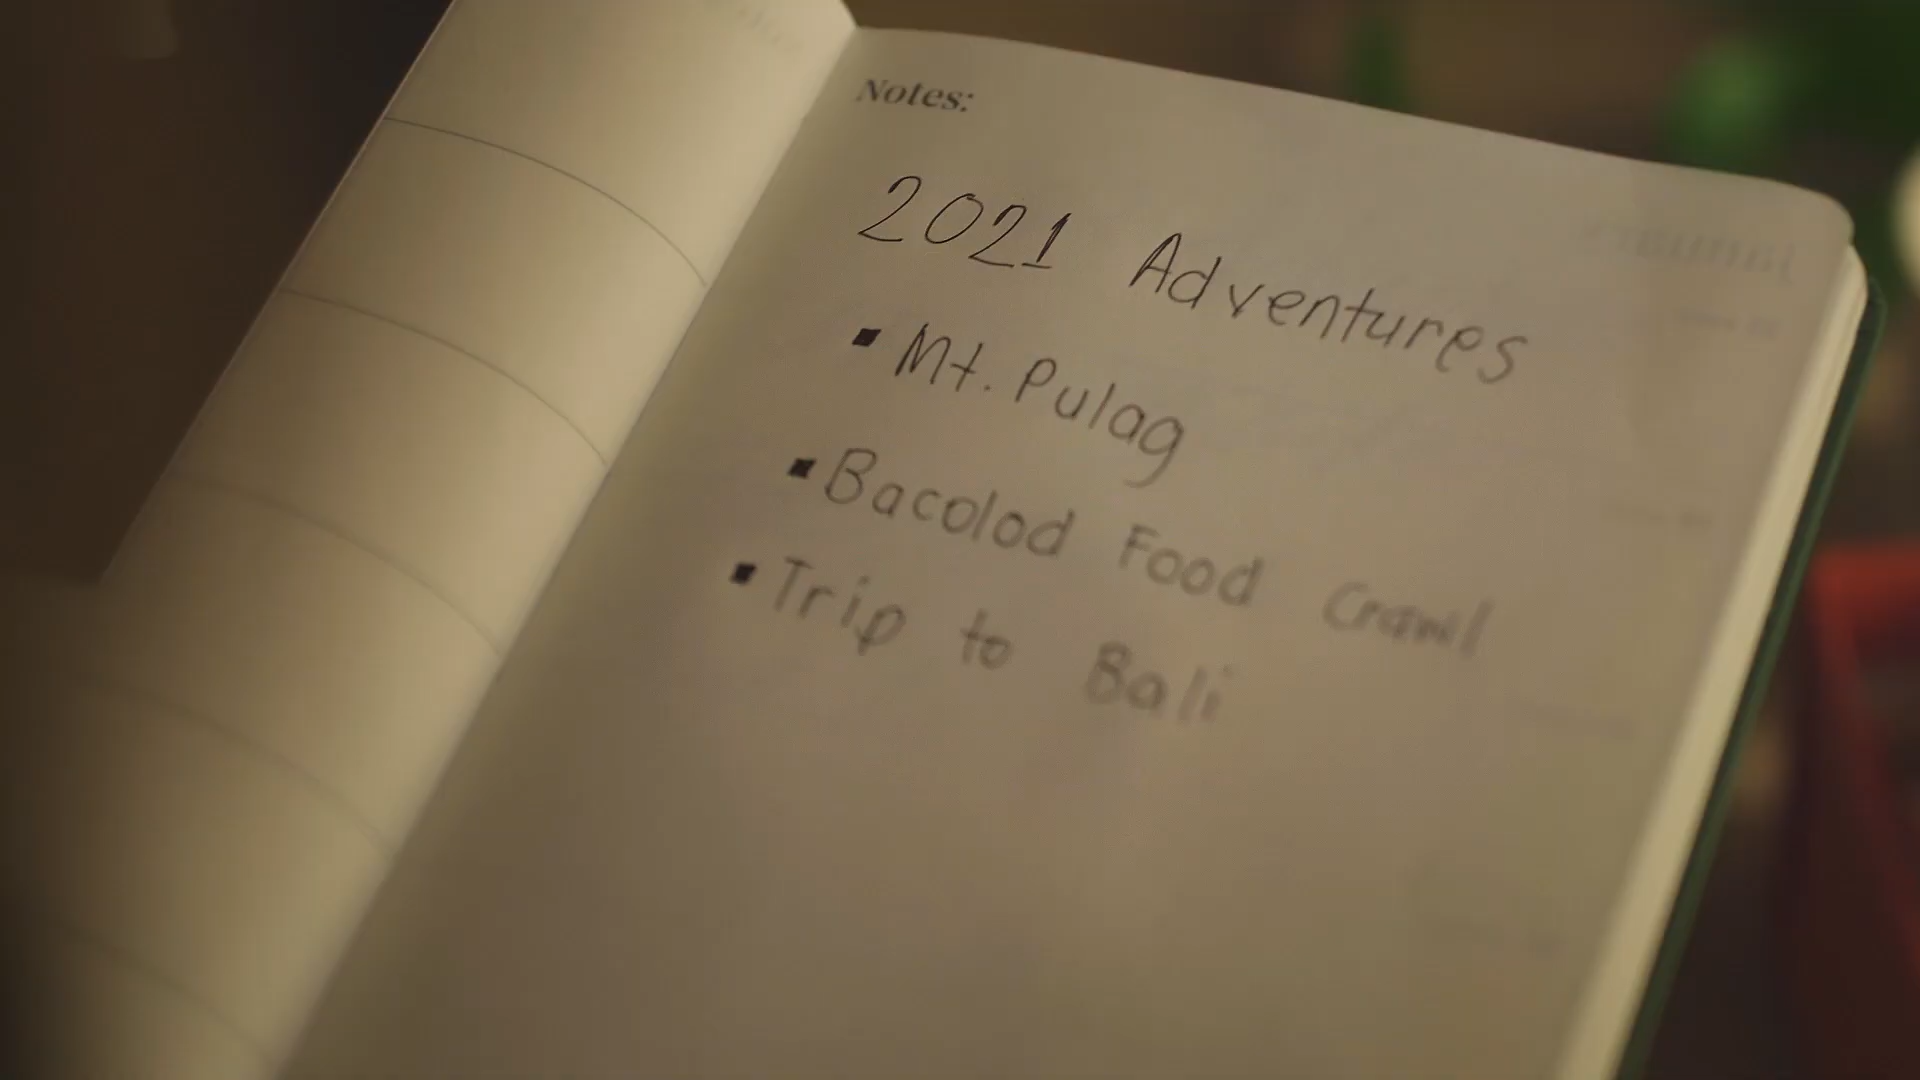 Notes:
2021 Adventures
▪ Mt. Pulag
▪ Bacolod Food Crawl
▪ Trip to Bali